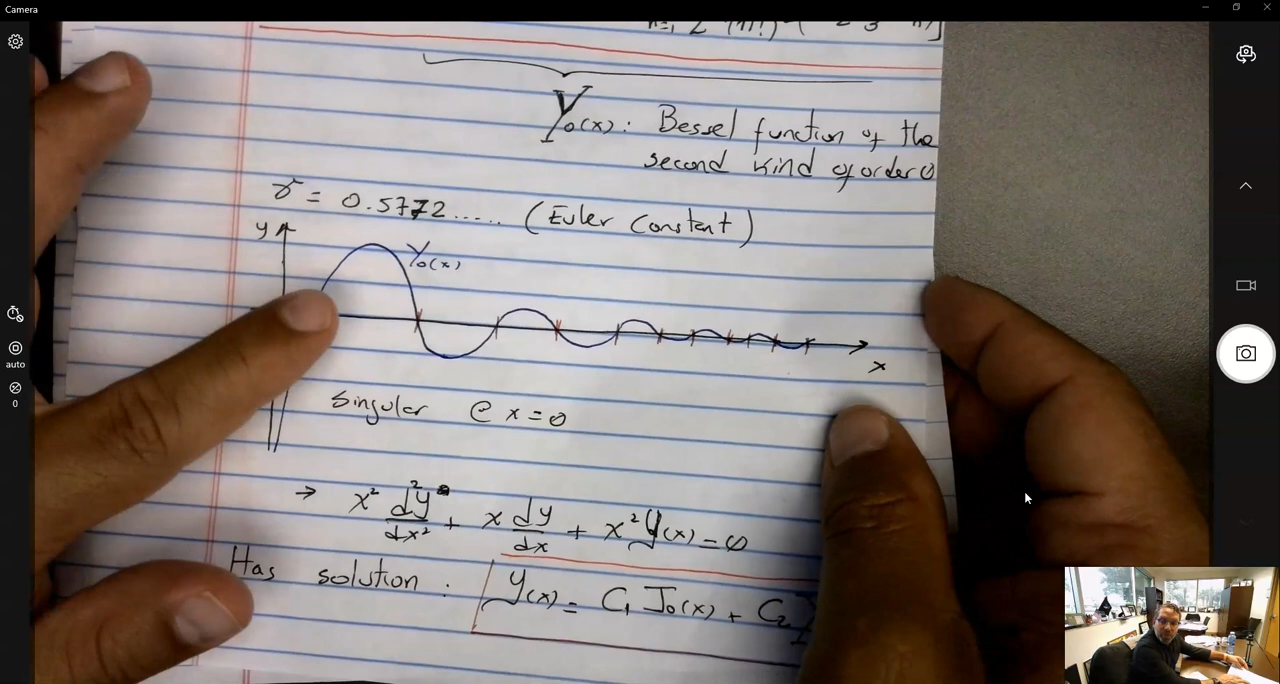 Camera
Y₀(x): Bessel function of the
second kind of order 0
γ = 0.5772..... (Euler Constant)
y
Y₀(x)
x
Singular @ x=0
→ x² d²y/dx² + x dy/dx + x² y(x) = 0
Has solution: y(x) = C₁ J₀(x) + C₂
auto
0